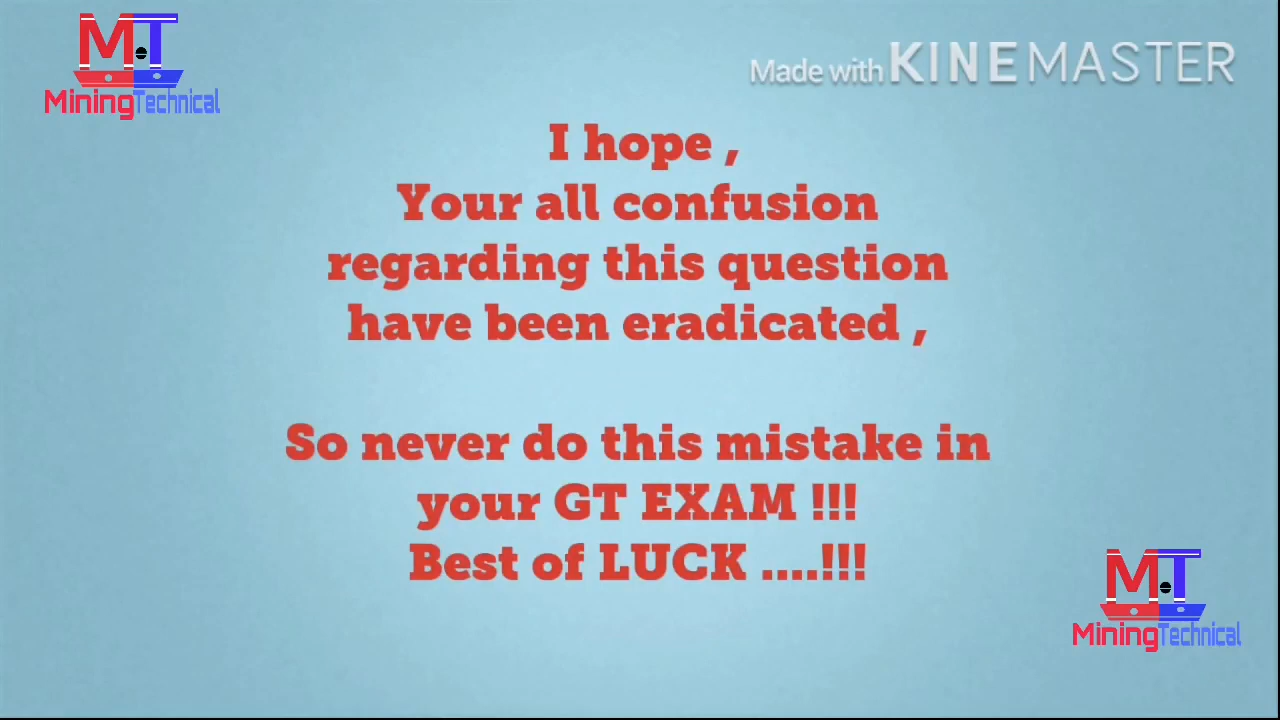 M.T
MiningTechnical
Made with KINEMASTER
I hope ,
Your all confusion
regarding this question
have been eradicated ,
So never do this mistake in
your GT EXAM !!!
Best of LUCK ....!!!
M.T
MiningTechnical